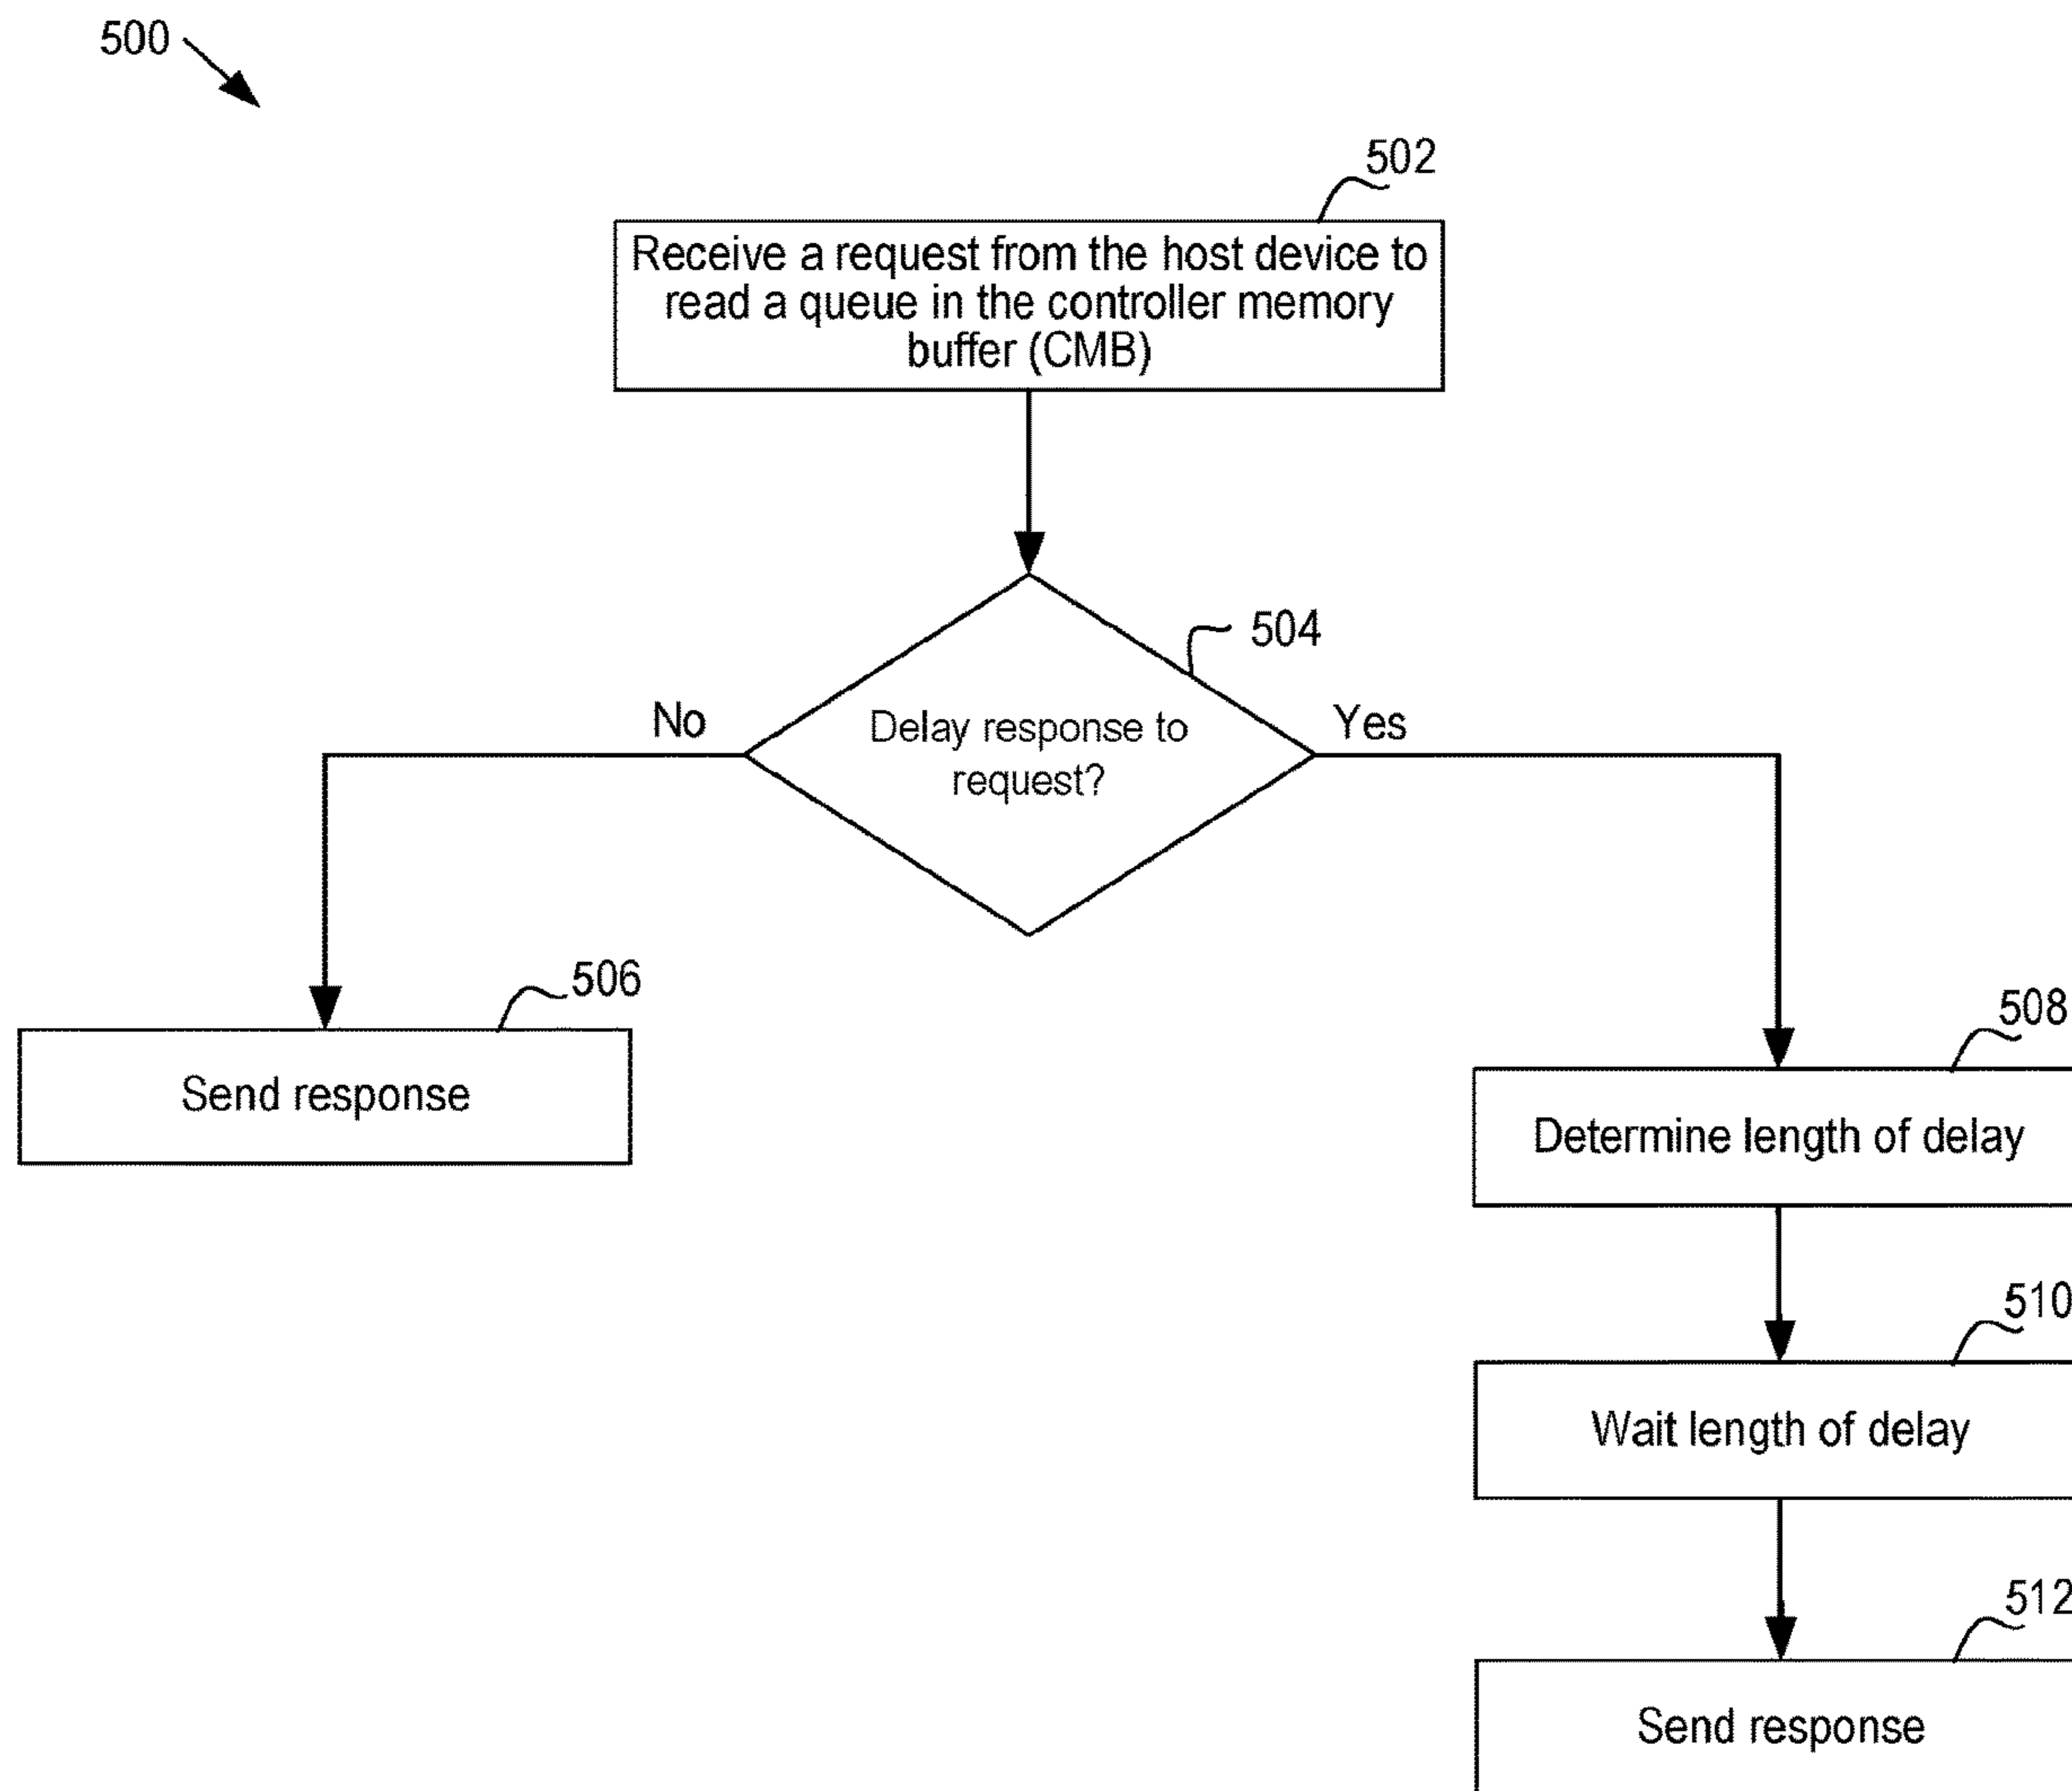 500
502
Receive a request from the host device to
read a queue in the controller memory
buffer (CMB)
504
No
Delay response to
request?
Yes
506
Send response
508
Determine length of delay
510
Wait length of delay
512
Send response